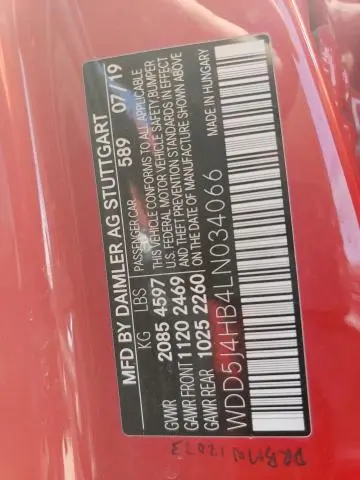 MFD BY DAIMLER AG STUTTGART
KG LBS PASSENGER CAR 589 07/19
GVWR 2085 4597
GAWR FRONT 1120 2469
GAWR REAR 1025 2260
THIS VEHICLE CONFORMS TO ALL APPLICABLE
U.S. FEDERAL MOTOR VEHICLE SAFETY, BUMPER
AND THEFT PREVENTION STANDARDS IN EFFECT
ON THE DATE OF MANUFACTURE SHOWN ABOVE
MADE IN HUNGARY
WDD5J4HB4LN034066